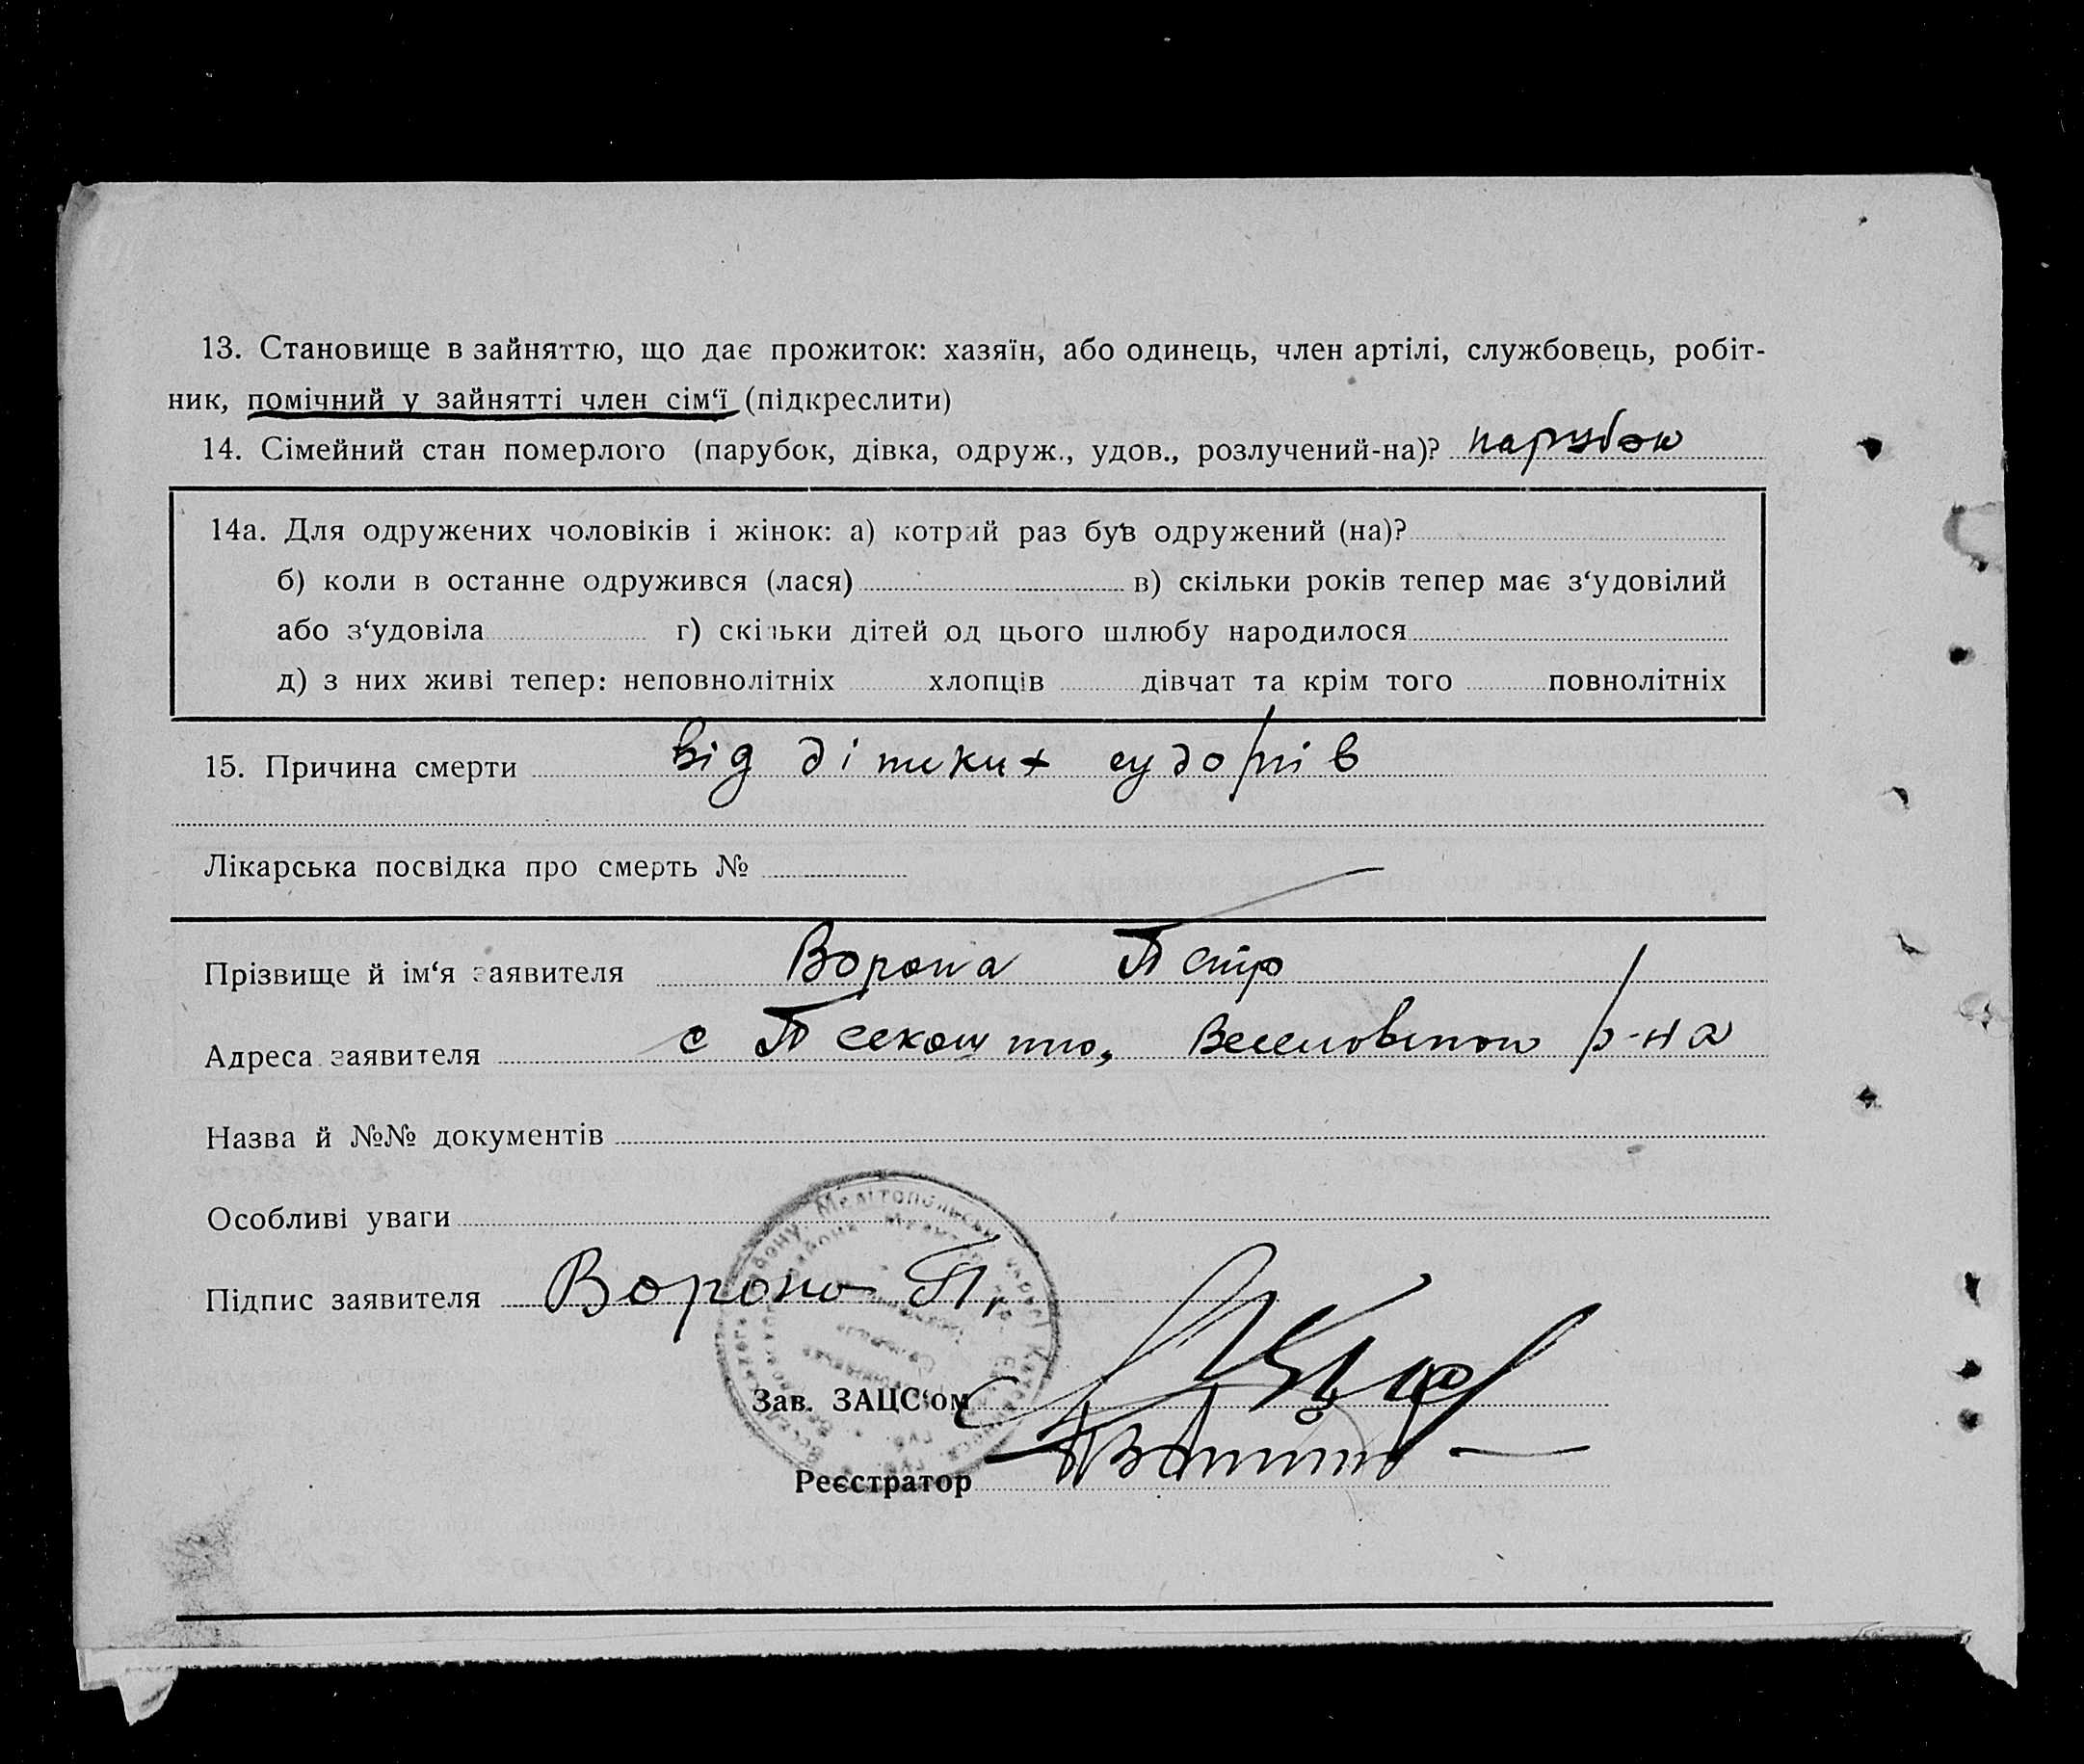 13. Становище в зайняттю, що дає прожиток: хазяїн, або одинець, член артілі, службовець, робіт-
ник, помічний у зайнятті член сім‘ї (підкреслити)
14. Сімейний стан померлого (парубок, дівка, одруж., удов., розлучений-на)? парубок
14а. Для одружених чоловіків і жінок: а) котрий раз був одружений (на)?
б) коли в останне одружився (лася) в) скільки років тепер має з‘удовілий
або з‘удовіла г) скільки дітей од цього шлюбу народилося
д) з них живі тепер: неповнолітніх хлопців дівчат та крім того повнолітніх
15. Причина смерти від дітских судоргів
Лікарська посвідка про смерть №
Прізвище й ім‘я заявителя Ворона Петр
Адреса заявителя с Веселовського р-на
Назва й №№ документів
Особливі уваги
Підпис заявителя Ворона П.
Зав. ЗАЦС‘ом
Реєстратор
Мелітопольськ